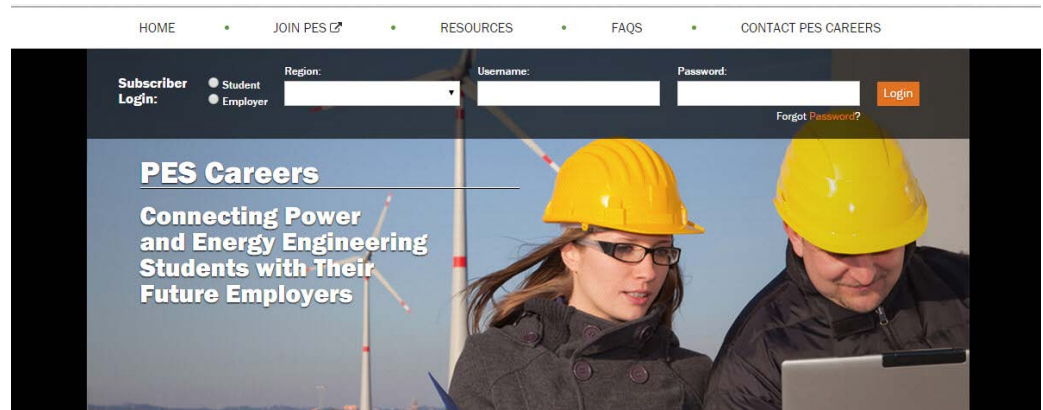 HOME • JOIN PES • RESOURCES • FAQS • CONTACT PES CAREERS
Subscriber Login:
Student
Employer
Region:
Username:
Password:
Login
Forgot Password?
PES Careers
Connecting Power
and Energy Engineering
Students with Their
Future Employers